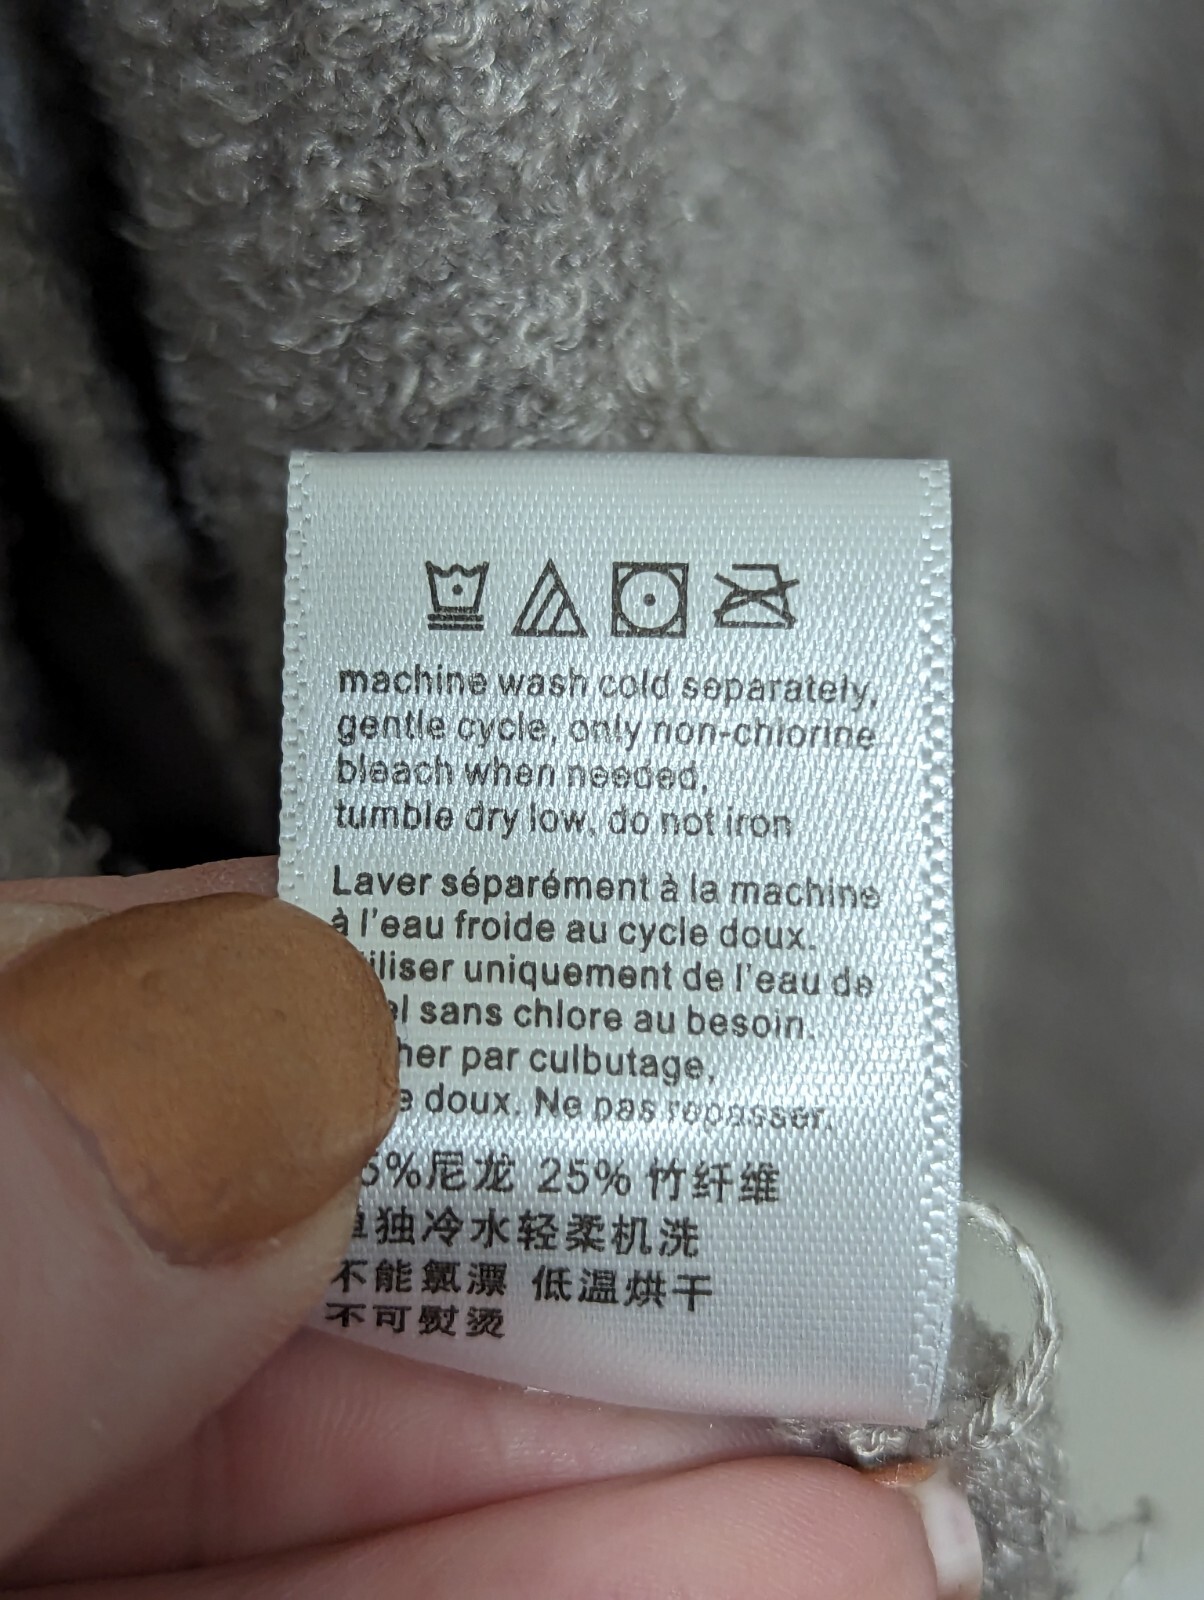 machine wash cold separately,
gentle cycle, only non-chlorine
bleach when needed,
tumble dry low, do not iron
Laver séparément à la machine
à l'eau froide au cycle doux.
uniquement de l'eau de
sans chlore au besoin.
par culbutage,
doux. Ne pas repasser.
5%尼龙 25% 竹纤维
单独冷水轻柔机洗
不能氯漂 低温烘干
不可熨烫